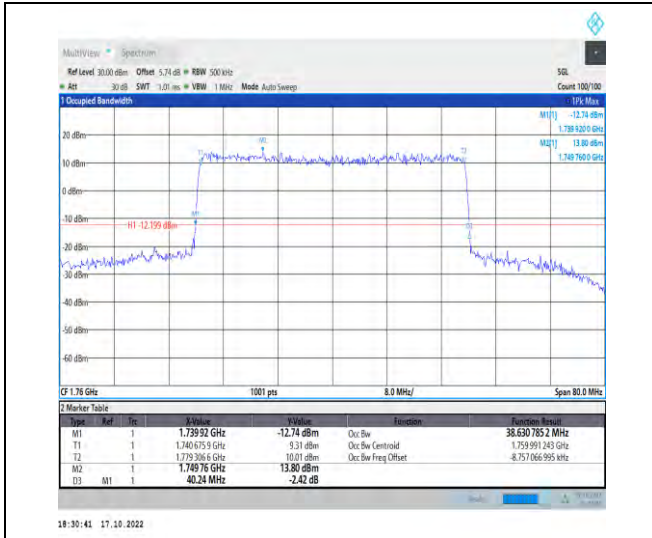 MultiView Spectrum
Ref Level 30.00 dBm Offset 5.74 dB RBW 500 kHz SGL
Att 30 dB SWT 1.01 ms VBW 1 MHz Mode Auto Sweep Count 100/100
1 Occupied Bandwidth 1Pk Max
M1[1] -12.74 dBm
1.739 920 0 GHz
M2[1] 13.80 dBm
1.749 760 0 GHz
20 dBm
T1 M2 T2
10 dBm
0 dBm
-10 dBm
M1
H1 -12.199 dBm
D3
-20 dBm
-30 dBm
-40 dBm
-50 dBm
-60 dBm
CF 1.76 GHz 1001 pts 8.0 MHz/ Span 80.0 MHz
2 Marker Table
Type Ref Trc X-Value Y-Value Function Function Result
M1 1 1.739 92 GHz -12.74 dBm Occ Bw 38.630 785 2 MHz
T1 1 1.740 675 9 GHz 9.31 dBm Occ Bw Centroid 1.759 991 243 GHz
T2 1 1.779 306 6 GHz 10.01 dBm Occ Bw Freq Offset -8.757 066 995 kHz
M2 1 1.749 76 GHz 13.80 dBm
D3 M1 1 40.24 MHz -2.42 dB
18:30:41 17.10.2022